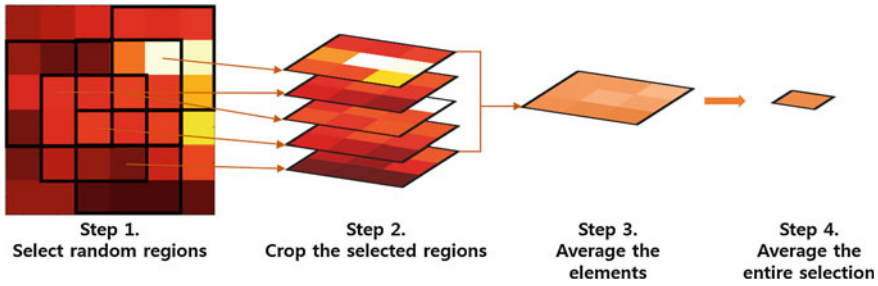 Step 1.
Select random regions
Step 2.
Crop the selected regions
Step 3.
Average the
elements
Step 4.
Average the
entire selection